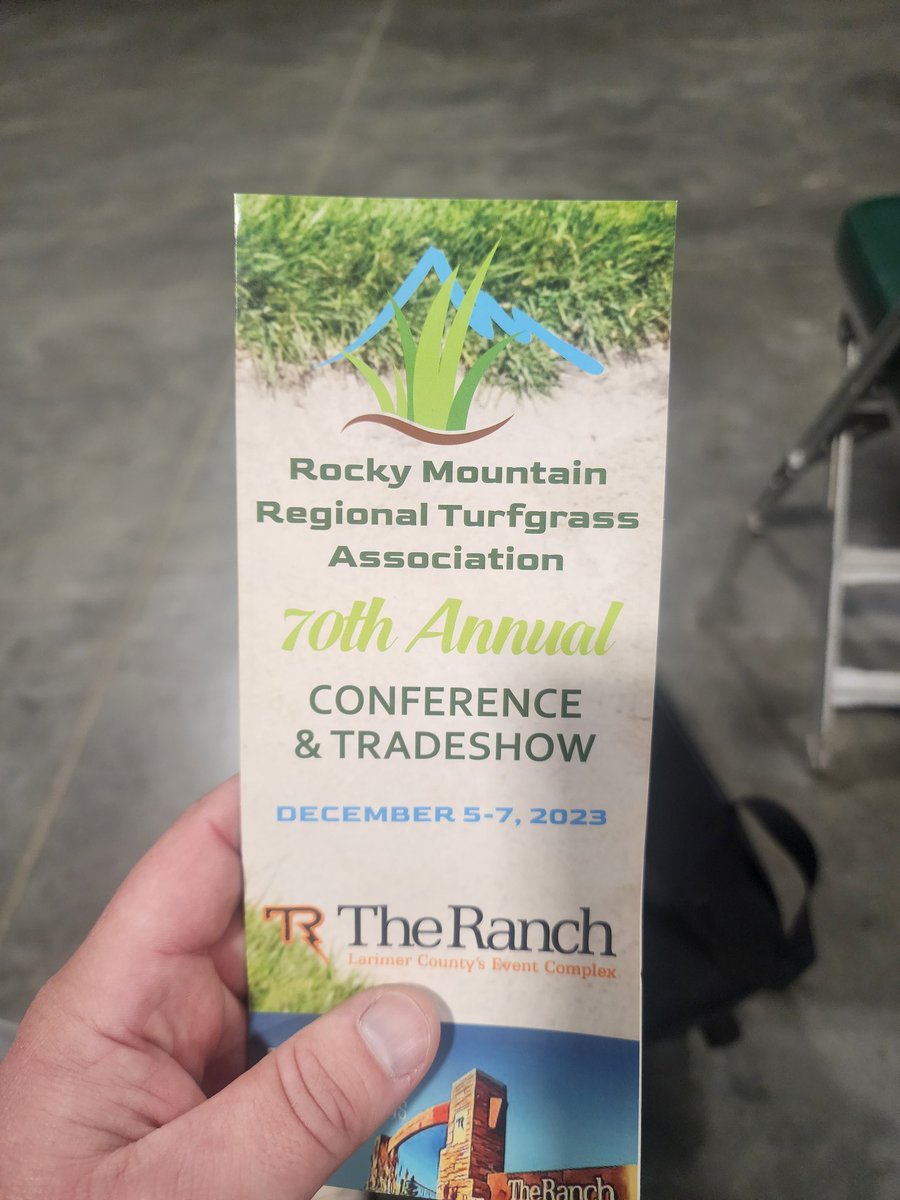 Rocky Mountain
Regional Turfgrass
Association
70th Annual
CONFERENCE
& TRADESHOW
DECEMBER 5-7, 2023
TR The Ranch
Larimer County's Event Complex
TR
The Ranch